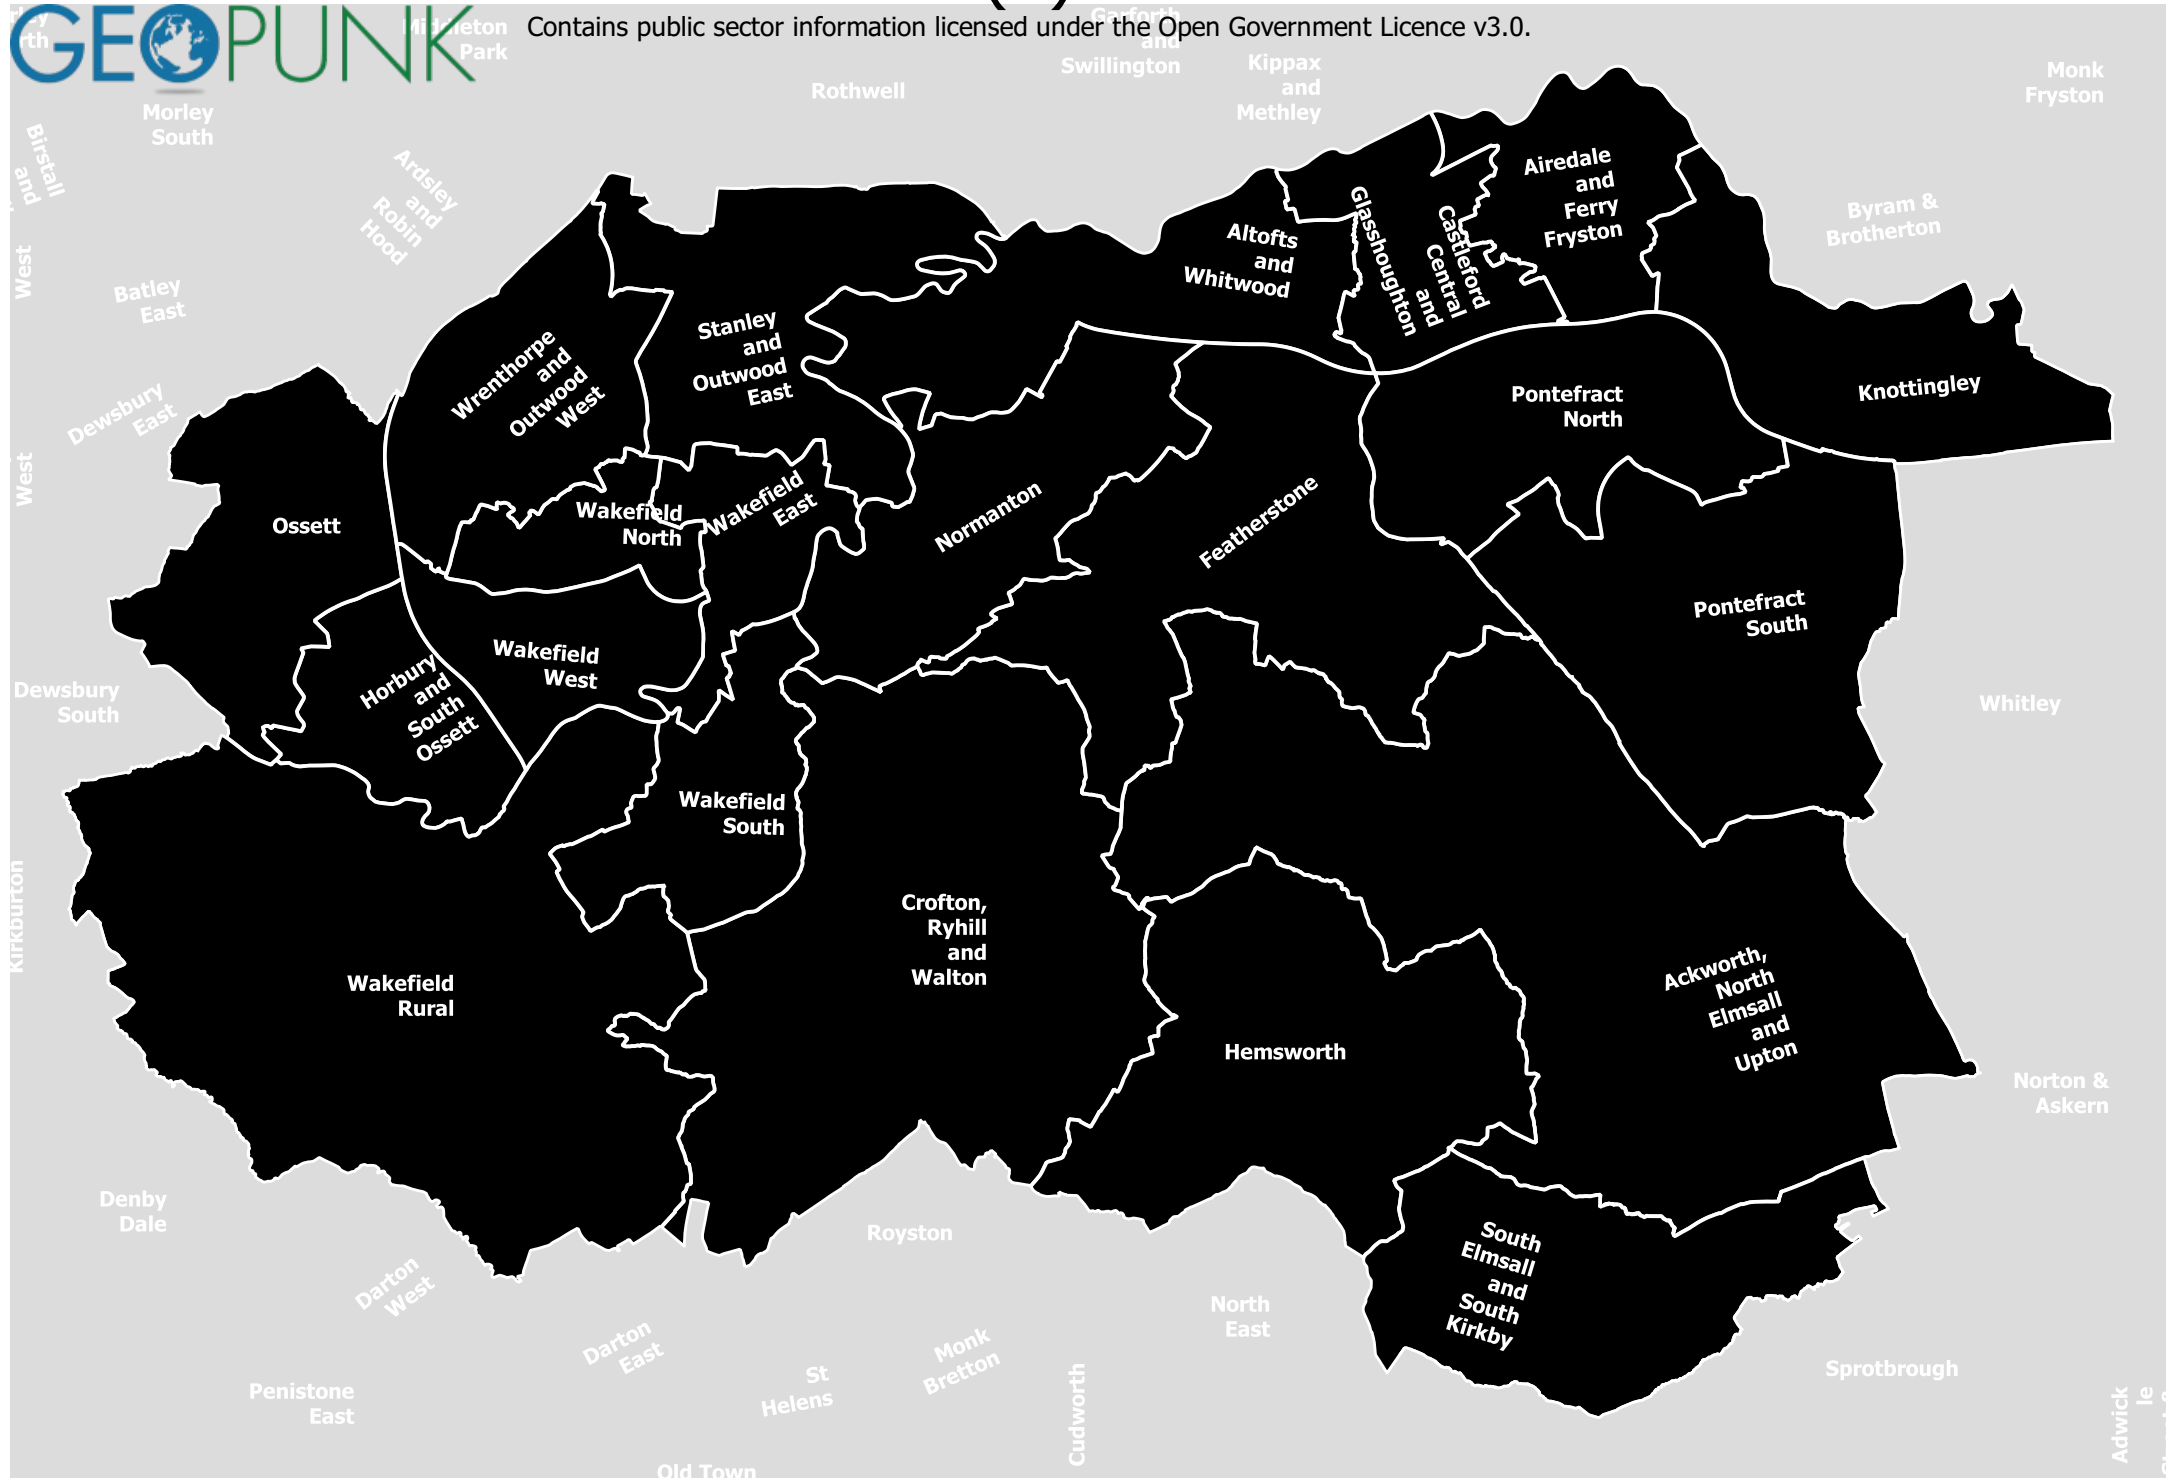 GEOPUNK
Contains public sector information licensed under the Open Government Licence v3.0.
Middleton
Park
Garforth
and
Swillington
Rothwell
Kippax
and
Methley
Monk
Fryston
Morley
South
Birstall
and
Ardsley
and
Robin
Hood
Airedale
and
Ferry
Fryston
Byram &
Brotherton
Altofts
and
Whitwood
Castleford
Central
and
Glasshoughton
West
Batley
East
Stanley
and
Outwood
East
Wrenthorpe
and
Outwood
West
Pontefract
North
Knottingley
Dewsbury
East
West
Ossett
Wakefield
North
Wakefield
East
Normanton
Featherstone
Pontefract
South
Wakefield
West
Horbury
and
South
Ossett
Dewsbury
South
Whitley
Wakefield
South
Kirkburton
Crofton,
Ryhill
and
Walton
Wakefield
Rural
Hemsworth
Ackworth,
North
Elmsall
and
Upton
Norton &
Askern
Denby
Dale
Royston
South
Elmsall
and
South
Kirkby
Darton
West
North
East
Darton
East
Monk
Bretton
St
Helens
Cudworth
Penistone
East
Sprotbrough
Adwick
le
Old Town